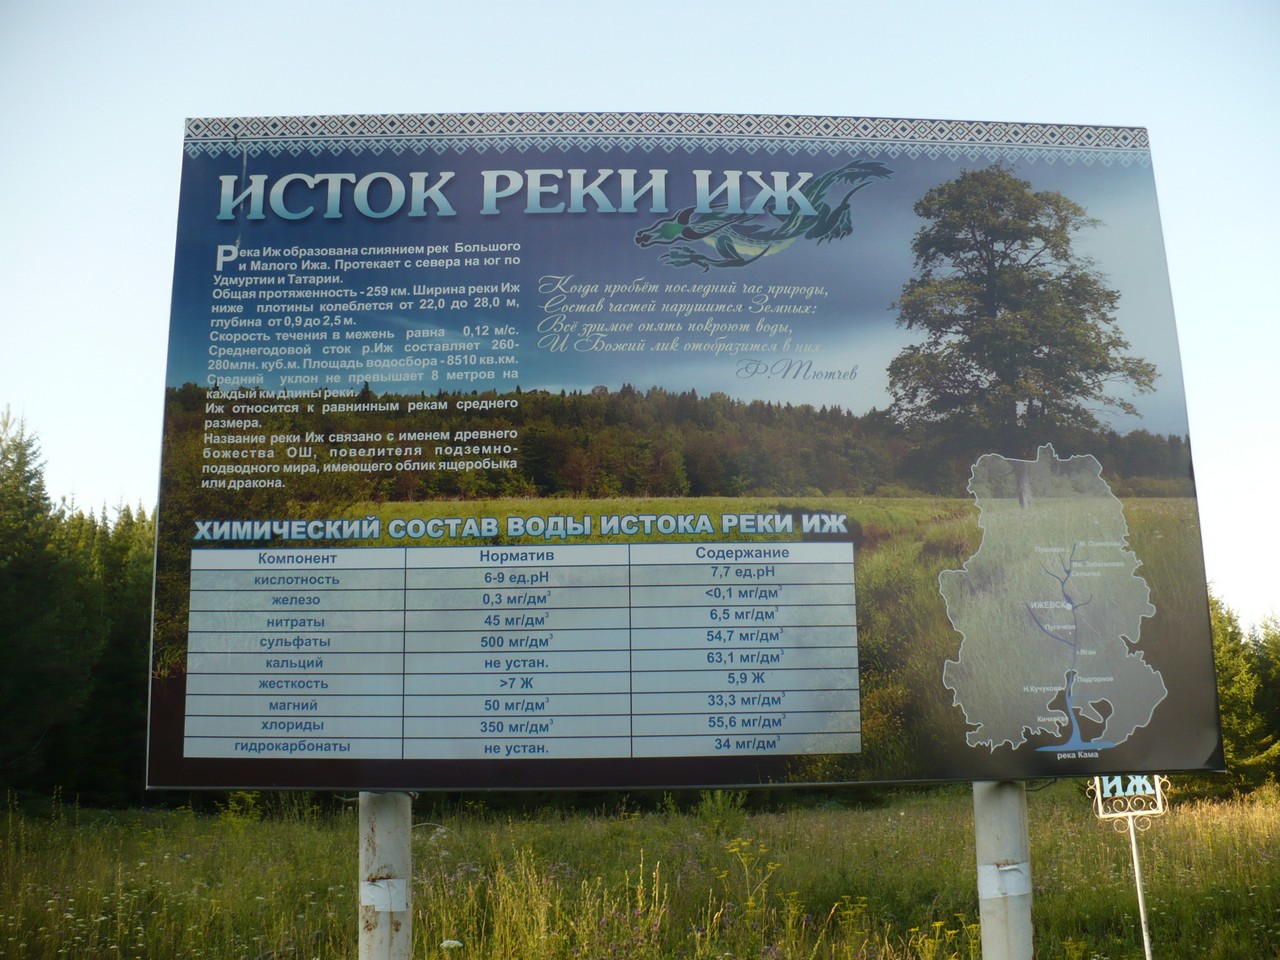 ИСТОК РЕКИ ИЖ
Река Иж образована слиянием рек Большого
и Малого Ижа. Протекает с севера на юг по
Удмуртии и Татарии.
Общая протяженность - 259 км. Ширина реки Иж
ниже плотины колеблется от 22,0 до 28,0 м,
глубина от 0,9 до 2,5 м.
Скорость течения в межень равна 0,12 м/с.
Среднегодовой сток р.Иж составляет 260-
280млн. куб.м. Площадь водосбора - 8510 кв.км.
Средний уклон не превышает 8 метров на
каждый км длины реки.
Иж относится к равнинным рекам среднего
размера.
Название реки Иж связано с именем древнего
божества ОШ, повелителя подземно-
подводного мира, имеющего облик ящеробыка
или дракона.
Когда пробьёт последний час природы,
Состав частей нарушится Земных:
Всё зримое опять покроют воды,
И Божий лик отобразится в них.
Ф.Тютчев
ХИМИЧЕСКИЙ СОСТАВ ВОДЫ ИСТОКА РЕКИ ИЖ
Компонент Норматив Содержание
кислотность 6-9 ед.рН 7,7 ед.рН
железо 0,3 мг/дм³ <0,1 мг/дм³
нитраты 45 мг/дм³ 6,5 мг/дм³
сульфаты 500 мг/дм³ 54,7 мг/дм³
кальций не устан. 63,1 мг/дм³
жесткость >7 Ж 5,9 Ж
магний 50 мг/дм³ 33,3 мг/дм³
хлориды 350 мг/дм³ 55,6 мг/дм³
гидрокарбонаты не устан. 34 мг/дм³
ИЖЕВСК
Пугачёво
Яган
Подгорное
Н.Кучуково
река Кама
ИЖ